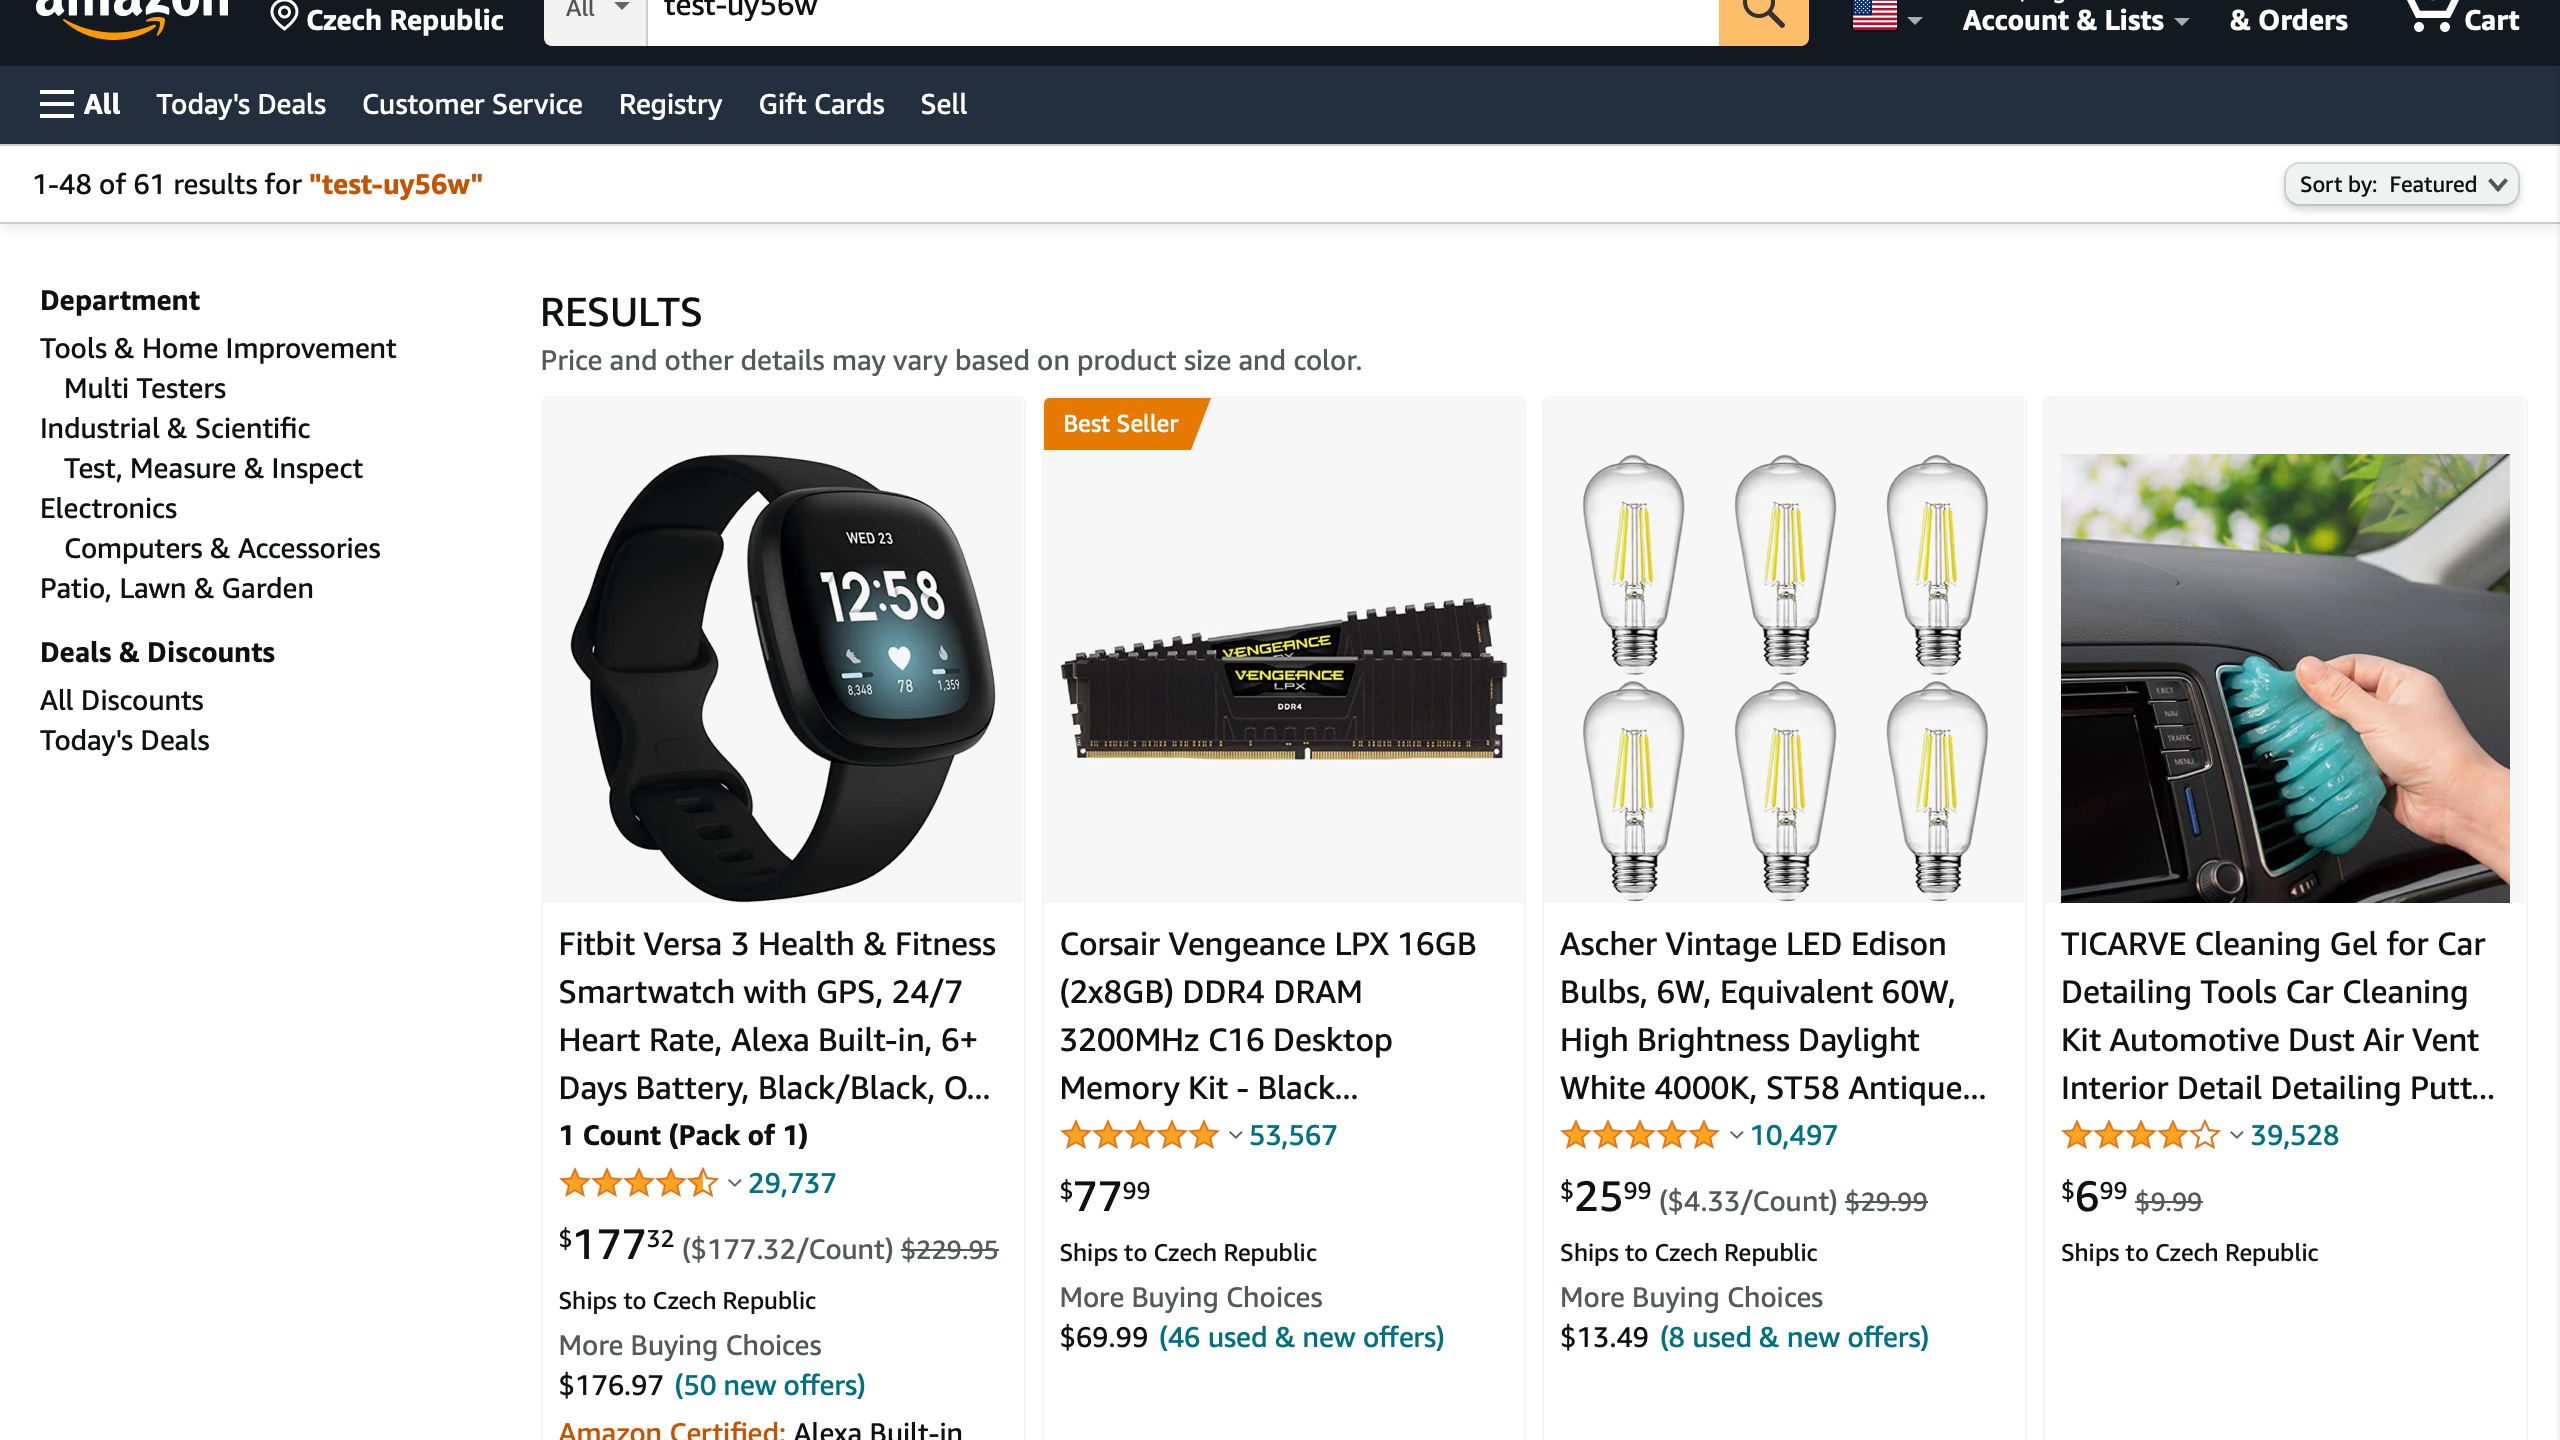 amazon
Czech Republic
All
test-uy56w
Account & Lists
& Orders
Cart
All
Today's Deals
Customer Service
Registry
Gift Cards
Sell
1-48 of 61 results for "test-uy56w"
Sort by: Featured
Department
Tools & Home Improvement
Multi Testers
Industrial & Scientific
Test, Measure & Inspect
Electronics
Computers & Accessories
Patio, Lawn & Garden
Deals & Discounts
All Discounts
Today's Deals
RESULTS
Price and other details may vary based on product size and color.
WED 23
12:58
8,348
78
1,359
Fitbit Versa 3 Health & Fitness
Smartwatch with GPS, 24/7
Heart Rate, Alexa Built-in, 6+
Days Battery, Black/Black, O...
1 Count (Pack of 1)
29,737
$177.32 ($177.32/Count) $229.95
Ships to Czech Republic
More Buying Choices
$176.97 (50 new offers)
Amazon Certified: Alexa Built-in
Best Seller
VENGEANCE
VENGEANCE
LPX
DDR4
Corsair Vengeance LPX 16GB
(2x8GB) DDR4 DRAM
3200MHz C16 Desktop
Memory Kit - Black...
53,567
$77.99
Ships to Czech Republic
More Buying Choices
$69.99 (46 used & new offers)
Ascher Vintage LED Edison
Bulbs, 6W, Equivalent 60W,
High Brightness Daylight
White 4000K, ST58 Antique...
10,497
$25.99 ($4.33/Count) $29.99
Ships to Czech Republic
More Buying Choices
$13.49 (8 used & new offers)
EJECT
NAV
TRAFFIC
MENU
TICARVE Cleaning Gel for Car
Detailing Tools Car Cleaning
Kit Automotive Dust Air Vent
Interior Detail Detailing Putt...
39,528
$6.99 $9.99
Ships to Czech Republic